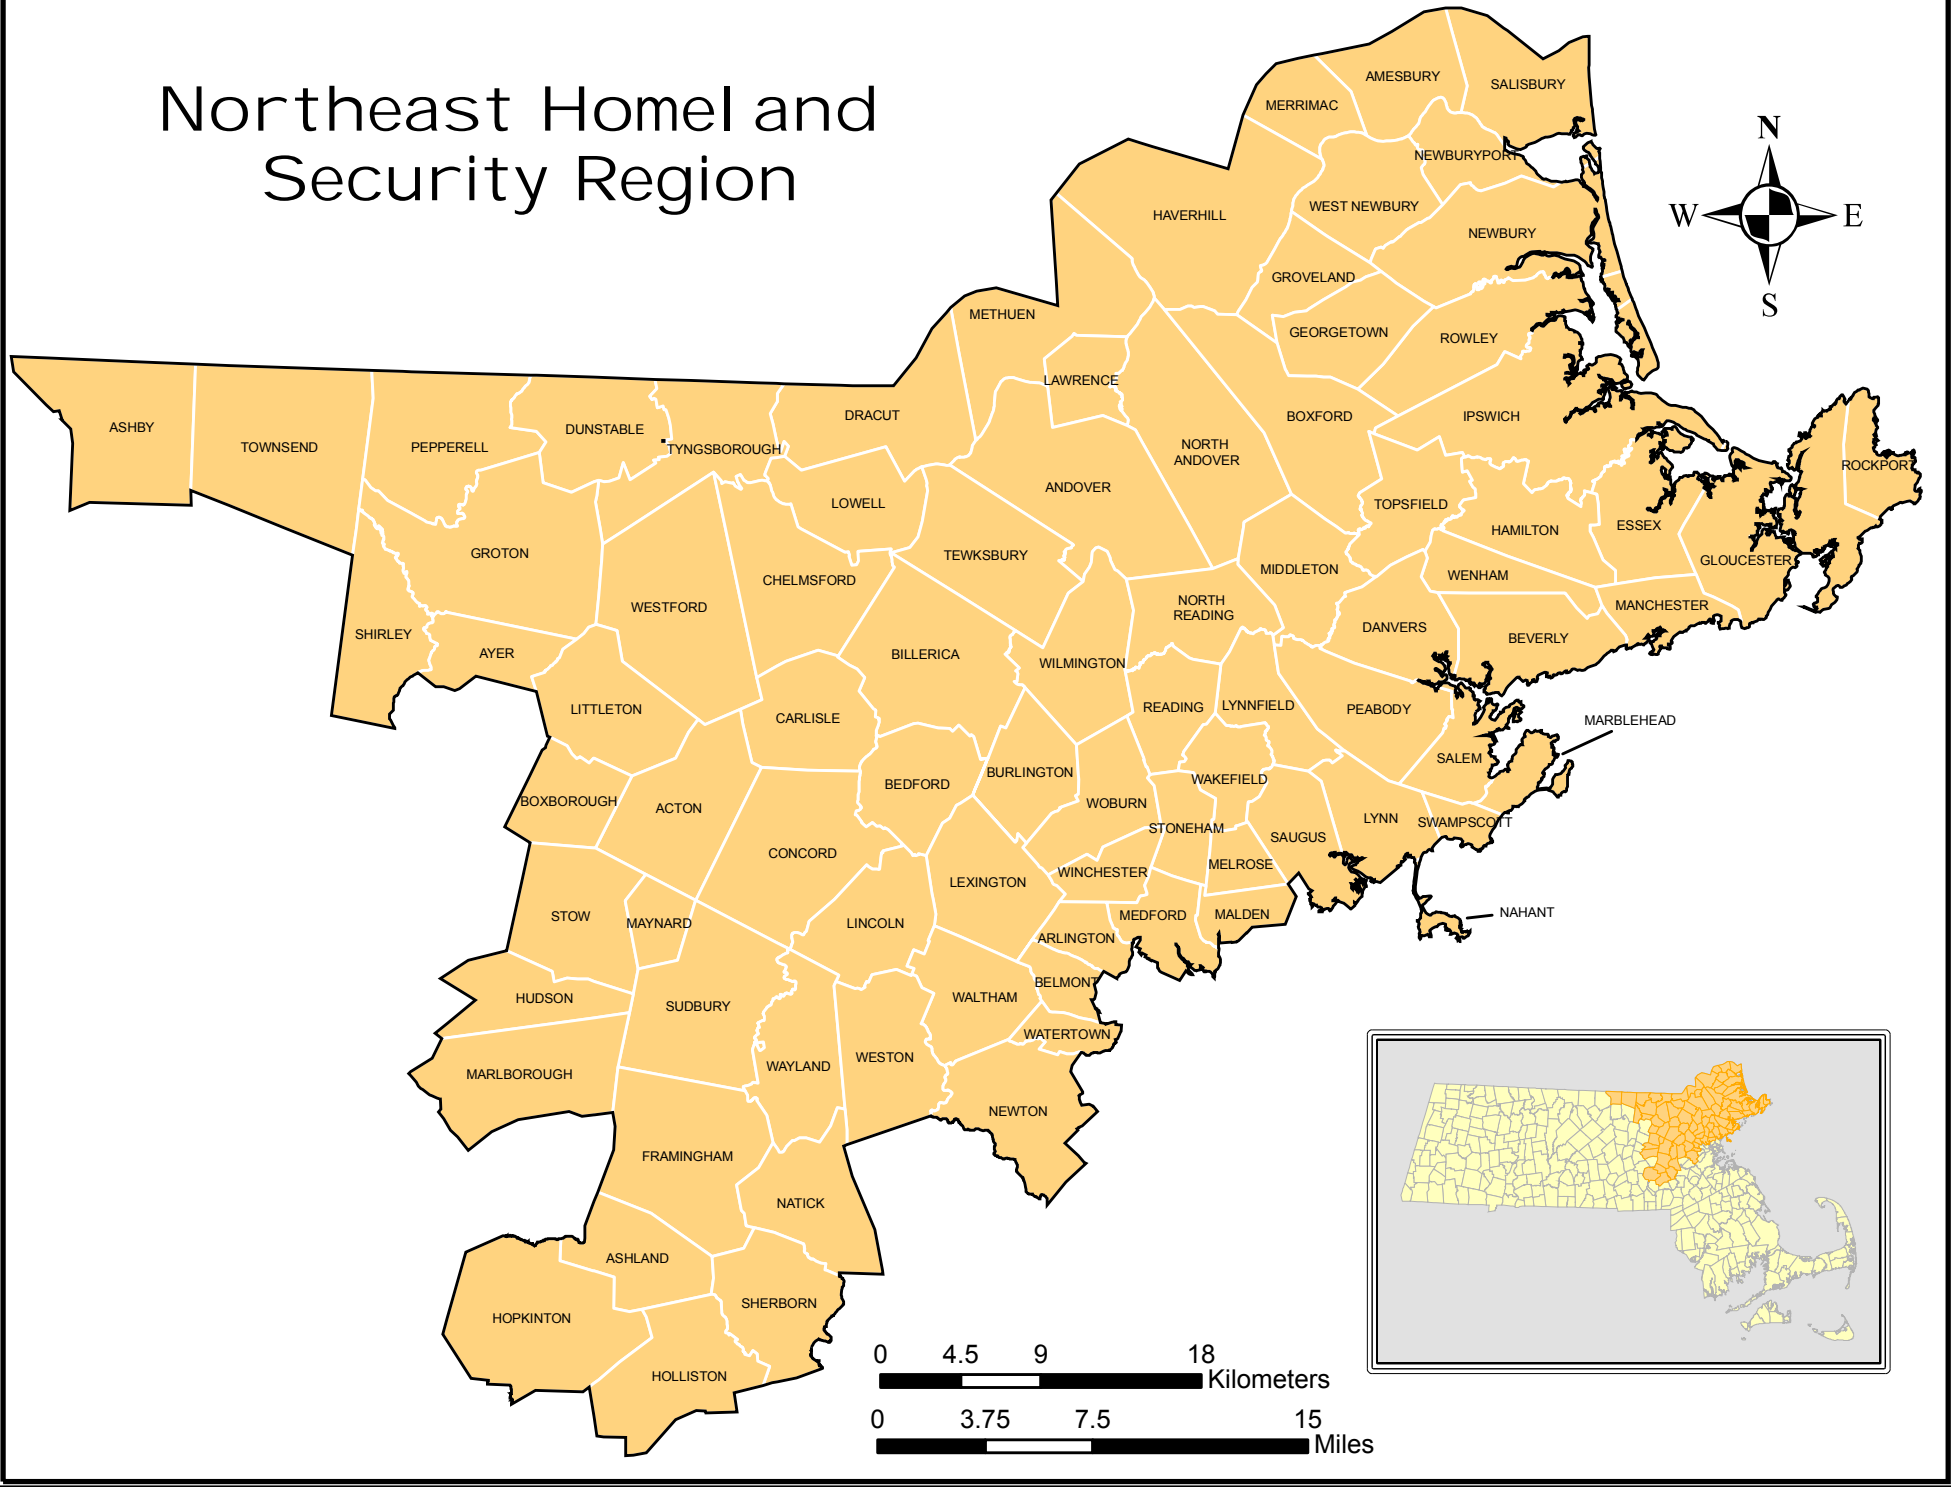 Northeast Homeland
Security Region
AMESBURY
SALISBURY
MERRIMAC
N
NEWBURYPORT
WEST NEWBURY
HAVERHILL
W
E
NEWBURY
GROVELAND
S
METHUEN
GEORGETOWN
ROWLEY
LAWRENCE
DRACUT
BOXFORD
IPSWICH
ASHBY
DUNSTABLE
TOWNSEND
PEPPERELL
TYNGSBOROUGH
NORTH
ANDOVER
ROCKPORT
ANDOVER
LOWELL
TOPSFIELD
ESSEX
HAMILTON
GROTON
TEWKSBURY
GLOUCESTER
MIDDLETON
WENHAM
CHELMSFORD
NORTH
READING
WESTFORD
MANCHESTER
DANVERS
SHIRLEY
BEVERLY
AYER
BILLERICA
WILMINGTON
LITTLETON
READING
LYNNFIELD
PEABODY
CARLISLE
MARBLEHEAD
SALEM
BURLINGTON
WAKEFIELD
BEDFORD
BOXBOROUGH
ACTON
WOBURN
LYNN
SWAMPSCOTT
STONEHAM
SAUGUS
CONCORD
MELROSE
WINCHESTER
LEXINGTON
NAHANT
STOW
MAYNARD
LINCOLN
MEDFORD
MALDEN
ARLINGTON
BELMONT
HUDSON
SUDBURY
WALTHAM
WATERTOWN
WESTON
WAYLAND
MARLBOROUGH
NEWTON
FRAMINGHAM
NATICK
ASHLAND
SHERBORN
HOPKINTON
HOLLISTON
0 4.5 9 18
Kilometers
0 3.75 7.5 15
Miles